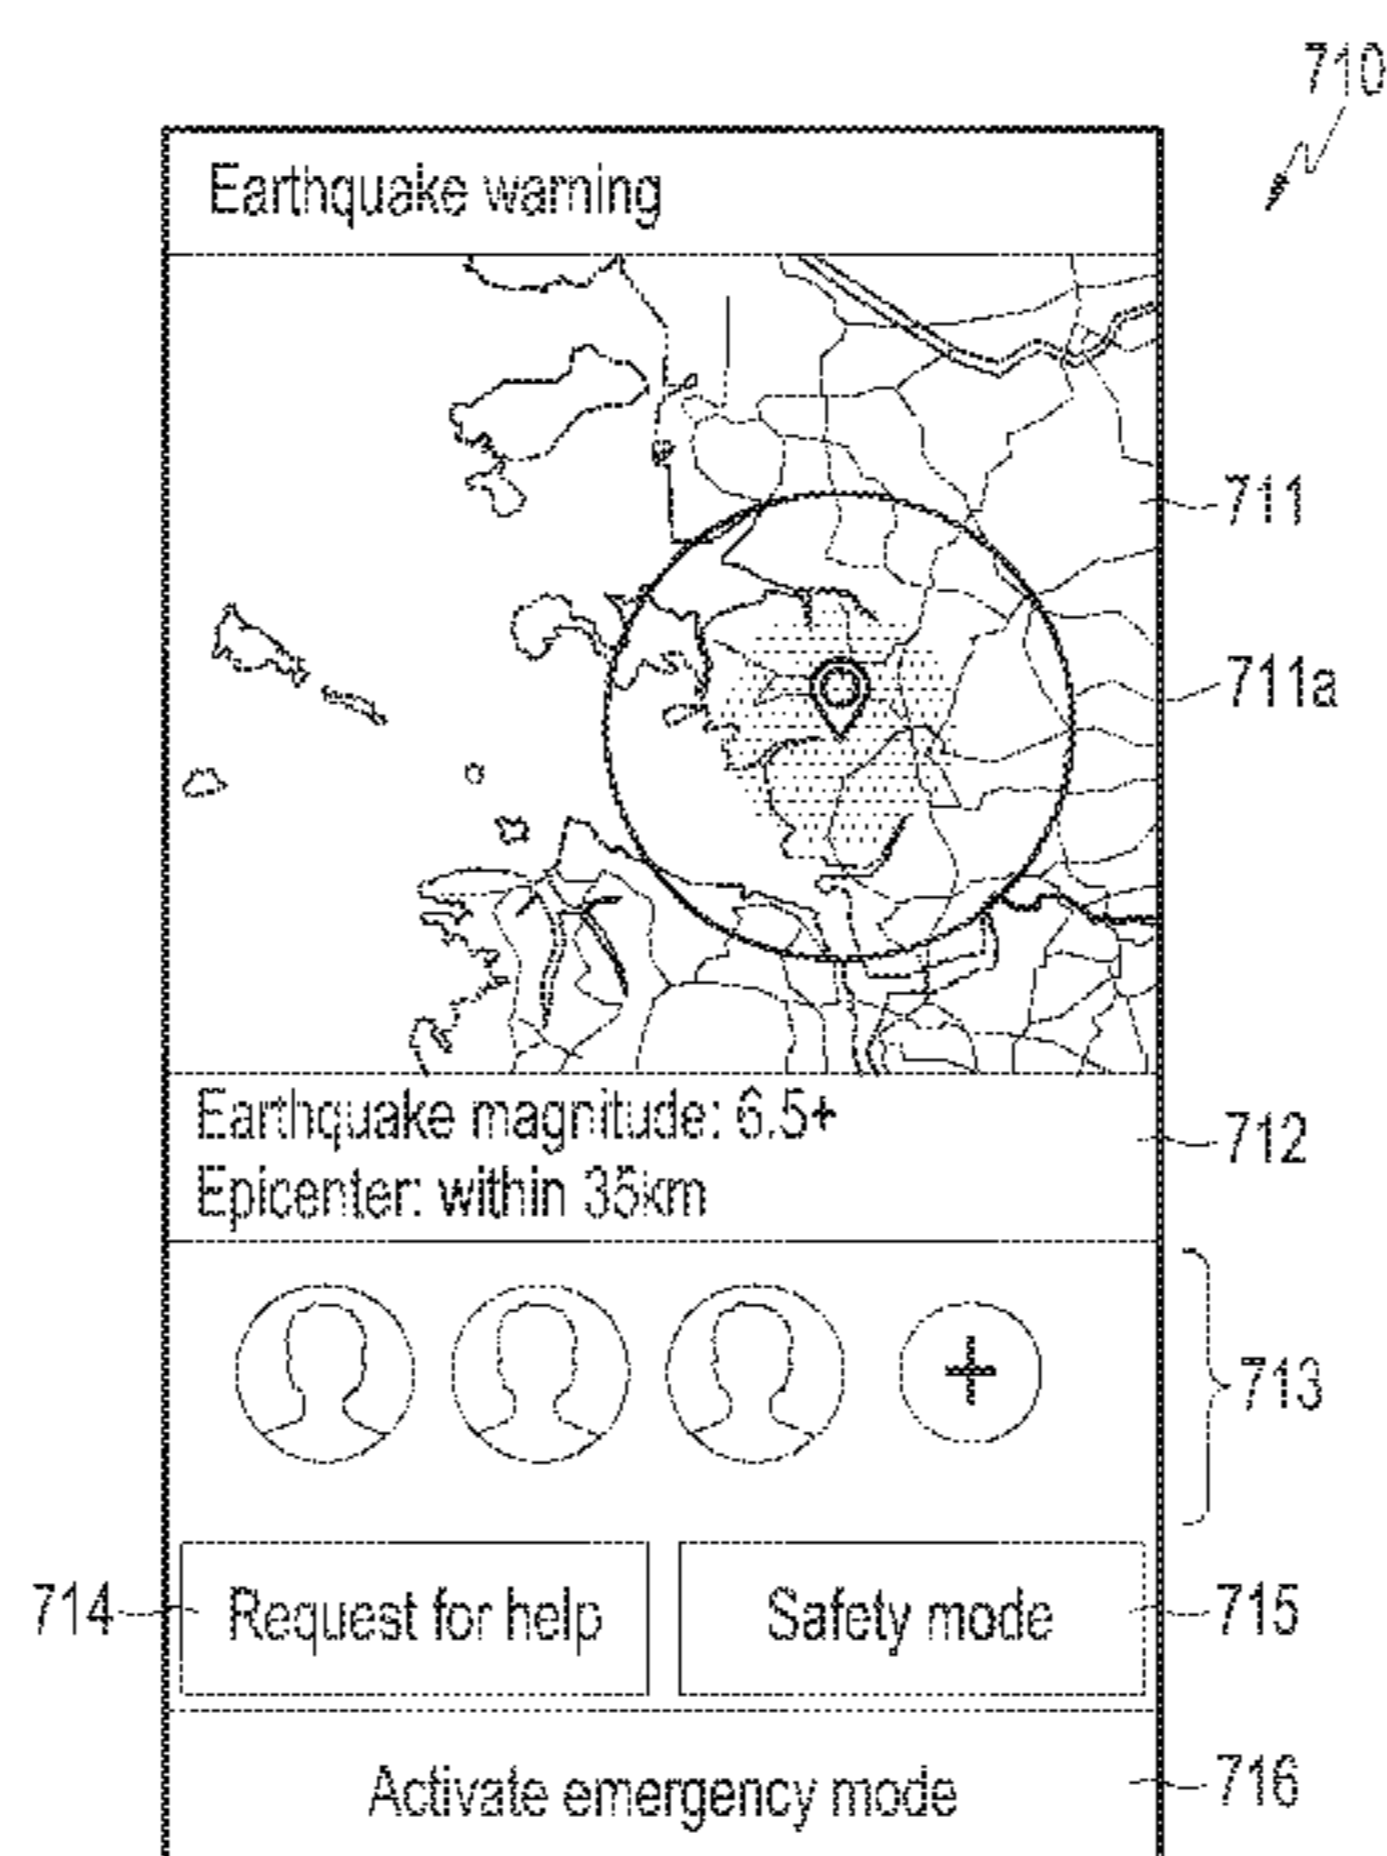 710
Earthquake warning
711
711a
Earthquake magnitude: 6.5+
712
Epicenter: within 35km
713
714
Request for help
Safety mode
715
Activate emergency mode
716